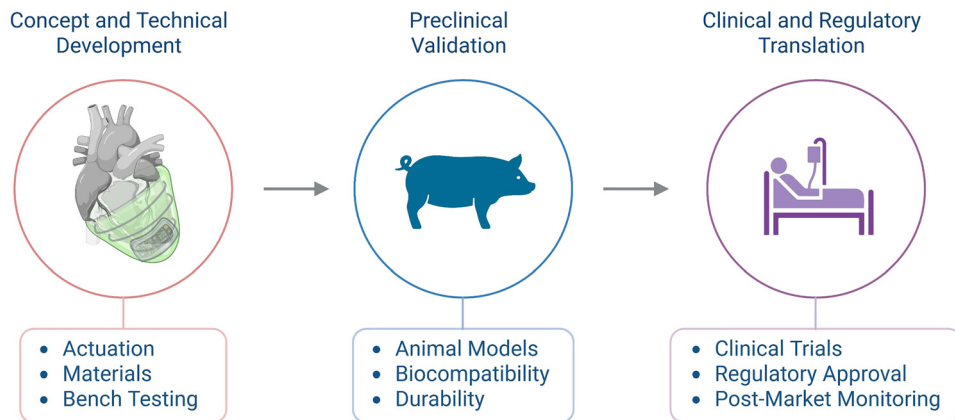 Concept and Technical
Development
Preclinical
Validation
Clinical and Regulatory
Translation
• Actuation
• Materials
• Bench Testing
• Animal Models
• Biocompatibility
• Durability
• Clinical Trials
• Regulatory Approval
• Post-Market Monitoring